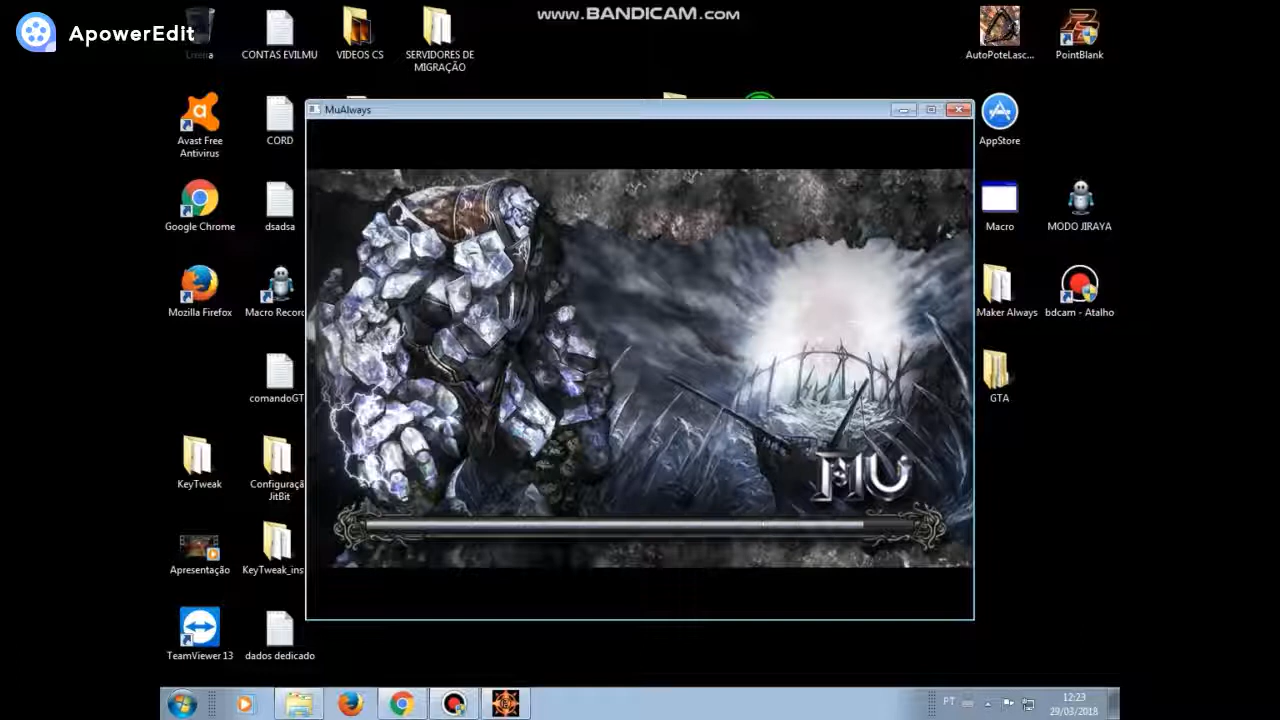 www.BANDICAM.com
ApowerEdit
CONTAS EVILMU
VIDEOS CS
SERVIDORES DE
MIGRAÇÃO
AutoPoteLasc...
PointBlank
MuAlways
Avast Free
Antivirus
CORD
AppStore
Google Chrome
dsadsa
Macro
MODO JIRAYA
Mozilla Firefox
Macro Record
Maker Always
bdcam - Atalho
comandoGT
GTA
MU
KeyTweak
Configuraçã
JitBit
Apresentação
KeyTweak_ins
TeamViewer 13
dados dedicado
PT
12:23
29/03/2018